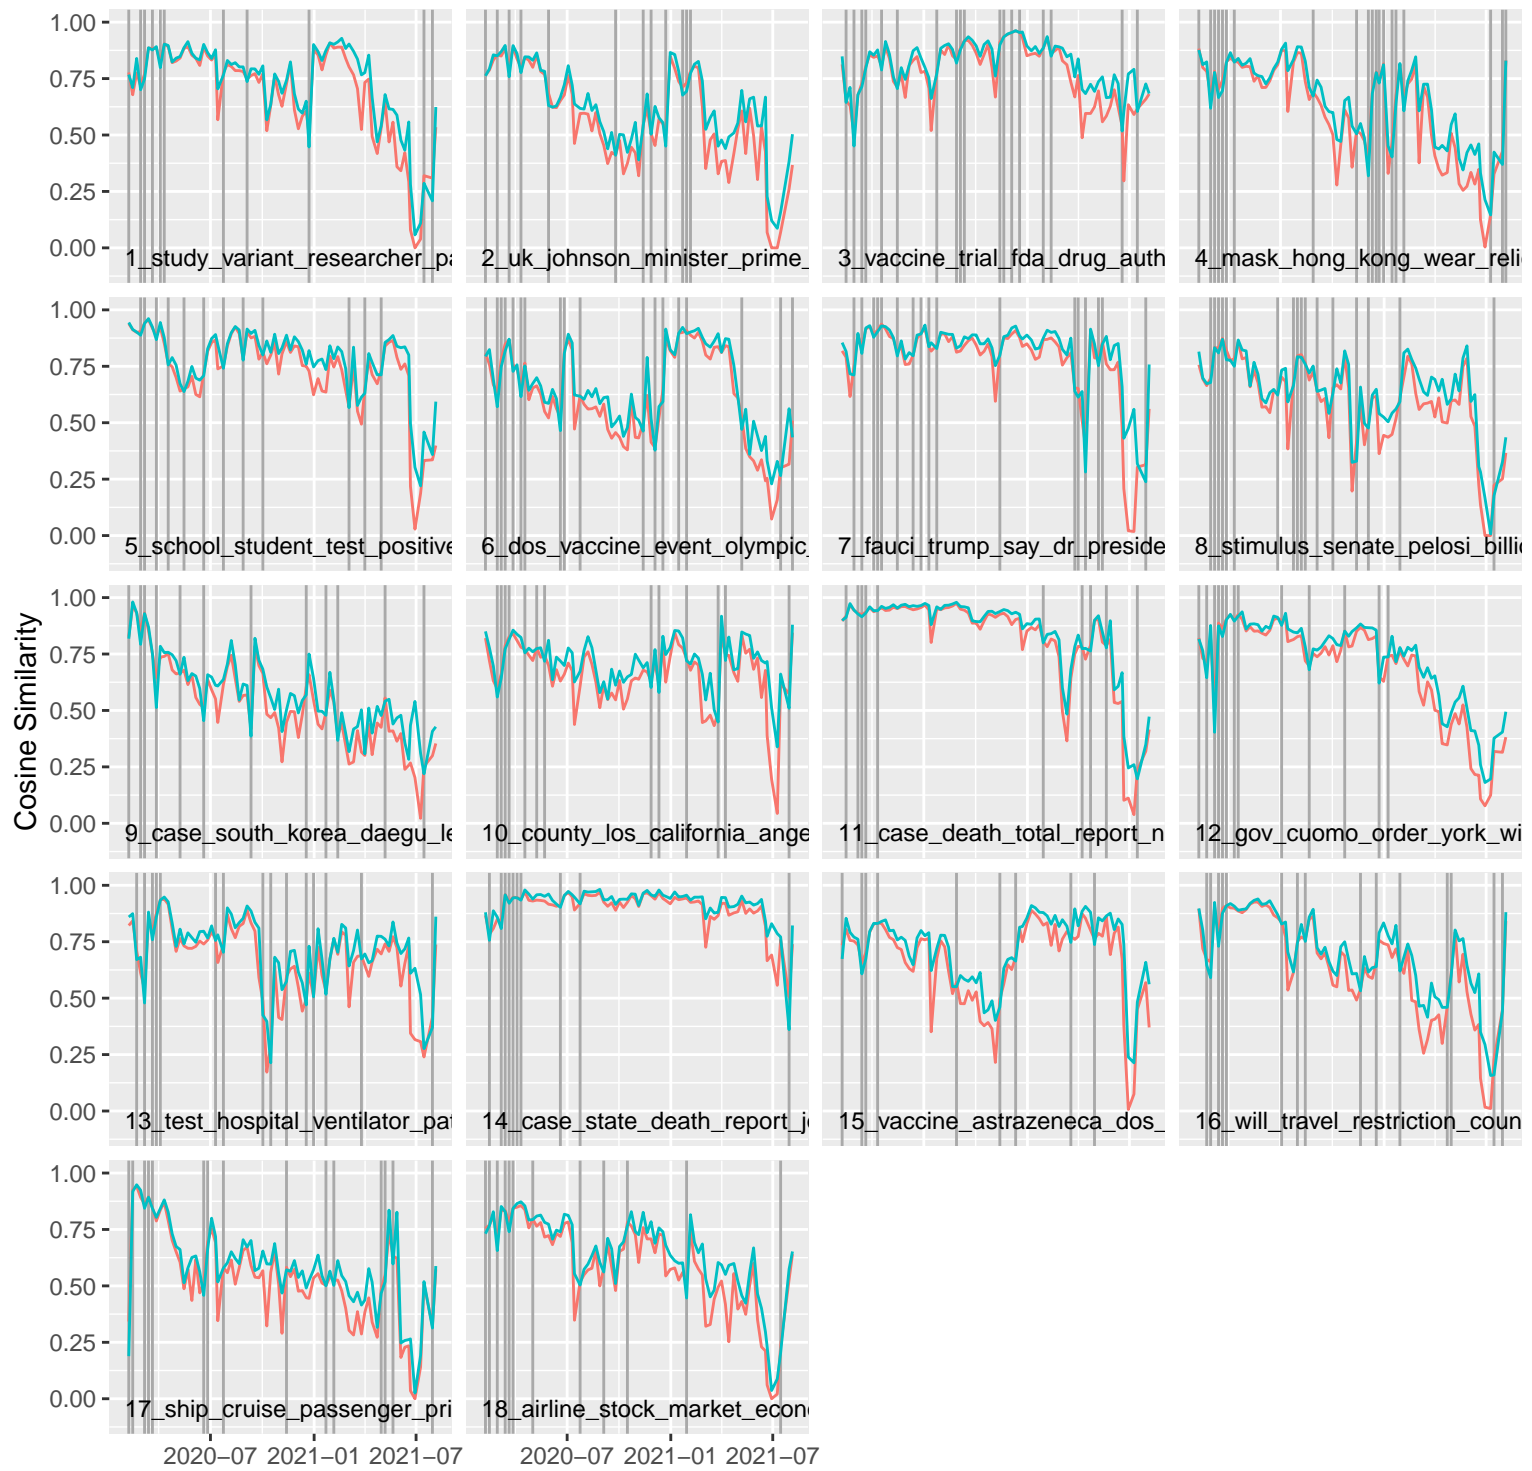 1.00
0.75
0.50
0.25
0.00
1_study_variant_researcher_pa
2_uk_johnson_minister_prime_
3_vaccine_trial_fda_drug_auth
4_mask_hong_kong_wear_reli
1.00
0.75
0.50
0.25
0.00
5_school_student_test_positive
6_dos_vaccine_event_olympic_
7_fauci_trump_say_dr_preside
8_stimulus_senate_pelosi_billi
Cosine Similarity
1.00
0.75
0.50
0.25
0.00
9_case_south_korea_daegu_le
10_county_los_california_ange
11_case_death_total_report_n
12_gov_cuomo_order_york_wi
1.00
0.75
0.50
0.25
0.00
13_test_hospital_ventilator_pat
14_case_state_death_report_j
15_vaccine_astrazeneca_dos_
16_will_travel_restriction_coun
1.00
0.75
0.50
0.25
0.00
17_ship_cruise_passenger_pri
18_airline_stock_market_econ
2020−07 2021−01 2021−07
2020−07 2021−01 2021−07